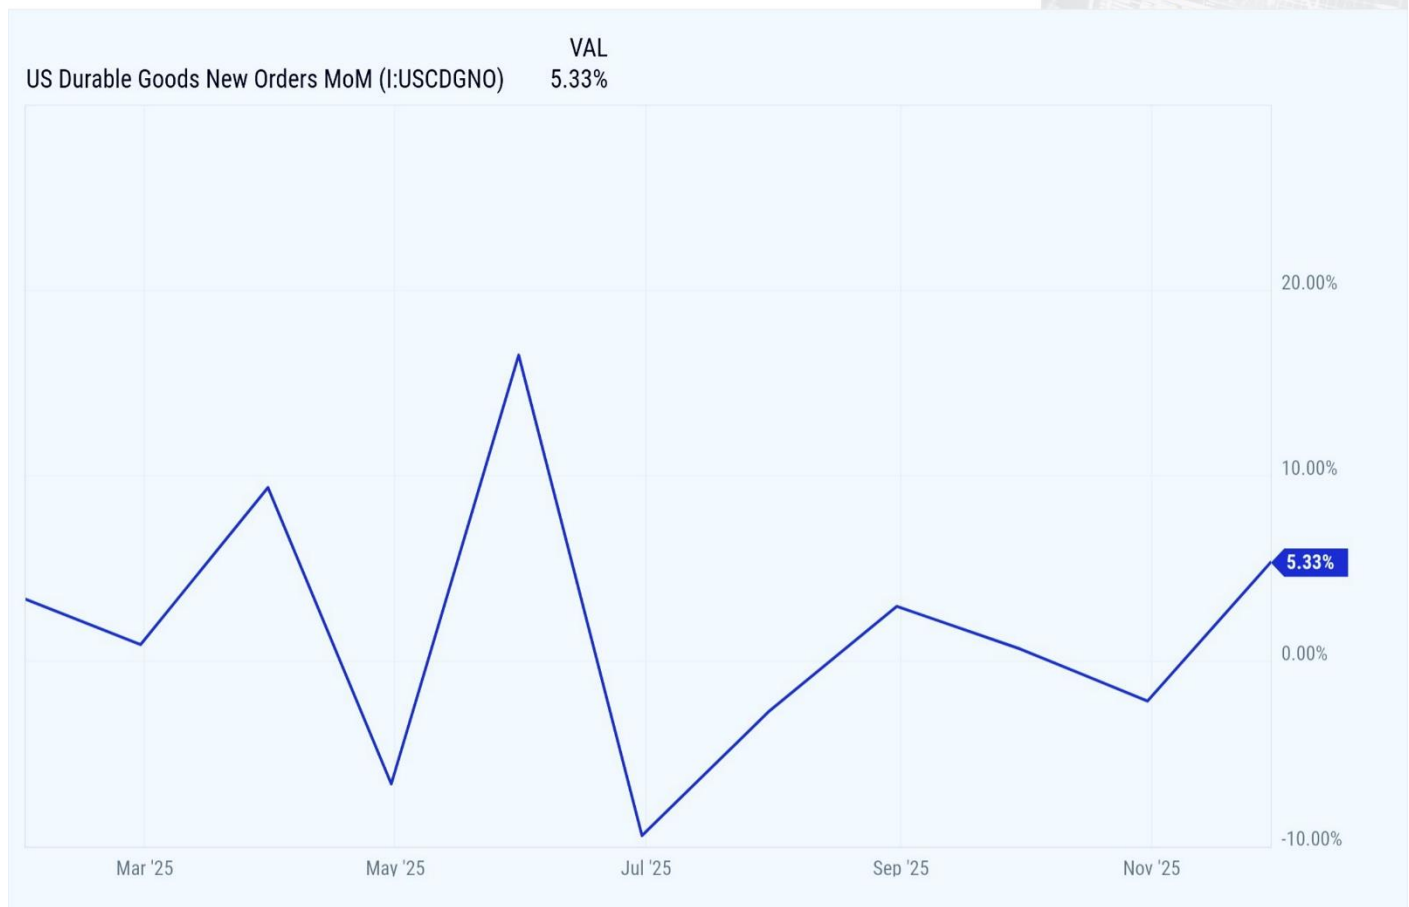 VAL
US Durable Goods New Orders MoM (I:USCDGNO) 5.33%
20.00%
10.00%
5.33%
0.00%
-10.00%
Mar '25 May '25 Jul '25 Sep '25 Nov '25